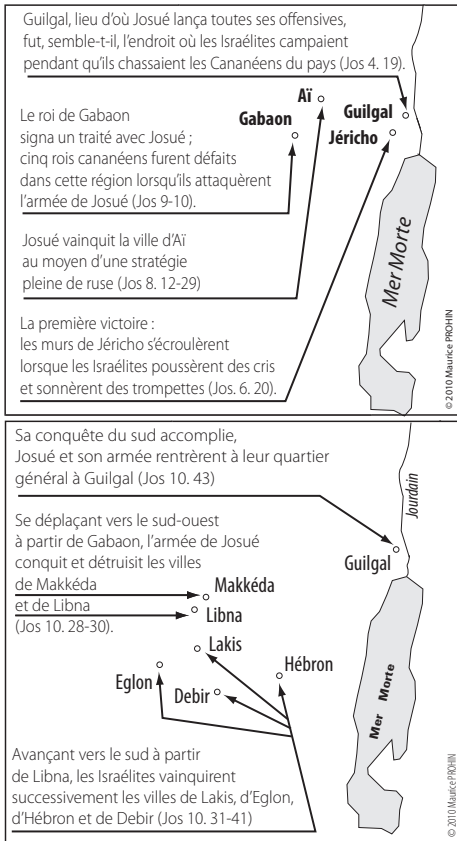 Guilgal, lieu d'où Josué lança toutes ses offensives,
fut, semble-t-il, l'endroit où les Israélites campaient
pendant qu'ils chassaient les Cananéens du pays (Jos 4. 19).
Aï
Gabaon
Guilgal
Jéricho
Le roi de Gabaon
signa un traité avec Josué ;
cinq rois cananéens furent défaits
dans cette région lorsqu'ils attaquèrent
l'armée de Josué (Jos 9-10).
Josué vainquit la ville d'Aï
au moyen d'une stratégie
pleine de ruse (Jos 8. 12-29)
La première victoire :
les murs de Jéricho s'écroulèrent
lorsque les Israélites poussèrent des cris
et sonnèrent des trompettes (Jos. 6. 20).
Mer Morte
© 2010 Maurice PROHIN
Sa conquête du sud accomplie,
Josué et son armée rentrèrent à leur quartier
général à Guilgal (Jos 10. 43)
Jourdain
Se déplaçant vers le sud-ouest
à partir de Gabaon, l'armée de Josué
conquit et détruisit les villes
de Makkéda
et de Libna
(Jos 10. 28-30).
Guilgal
Makkéda
Libna
Lakis
Hébron
Eglon
Debir
Mer Morte
Avançant vers le sud à partir
de Libna, les Israélites vainquirent
successivement les villes de Lakis, d'Eglon,
d'Hébron et de Debir (Jos 10. 31-41)
© 2010 Maurice PROHIN